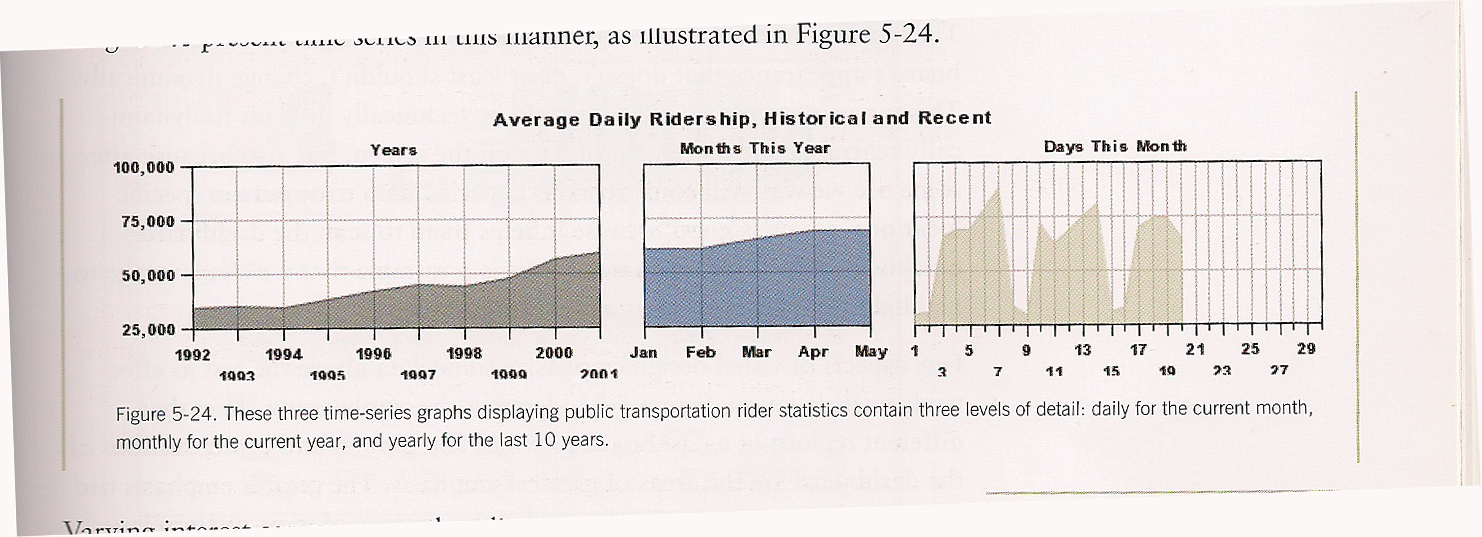 present time series in this manner, as illustrated in Figure 5-24.
Average Daily Ridership, Historical and Recent
Years
Months This Year
Days This Month
100,000
75,000
50,000
25,000
1992 1994 1996 1998 2000
1993 1995 1997 1999 2001
Jan Feb Mar Apr May
1 5 9 13 17 21 25 29
3 7 11 15 19 23 27
Figure 5-24. These three time-series graphs displaying public transportation rider statistics contain three levels of detail: daily for the current month,
monthly for the current year, and yearly for the last 10 years.
Varying interest